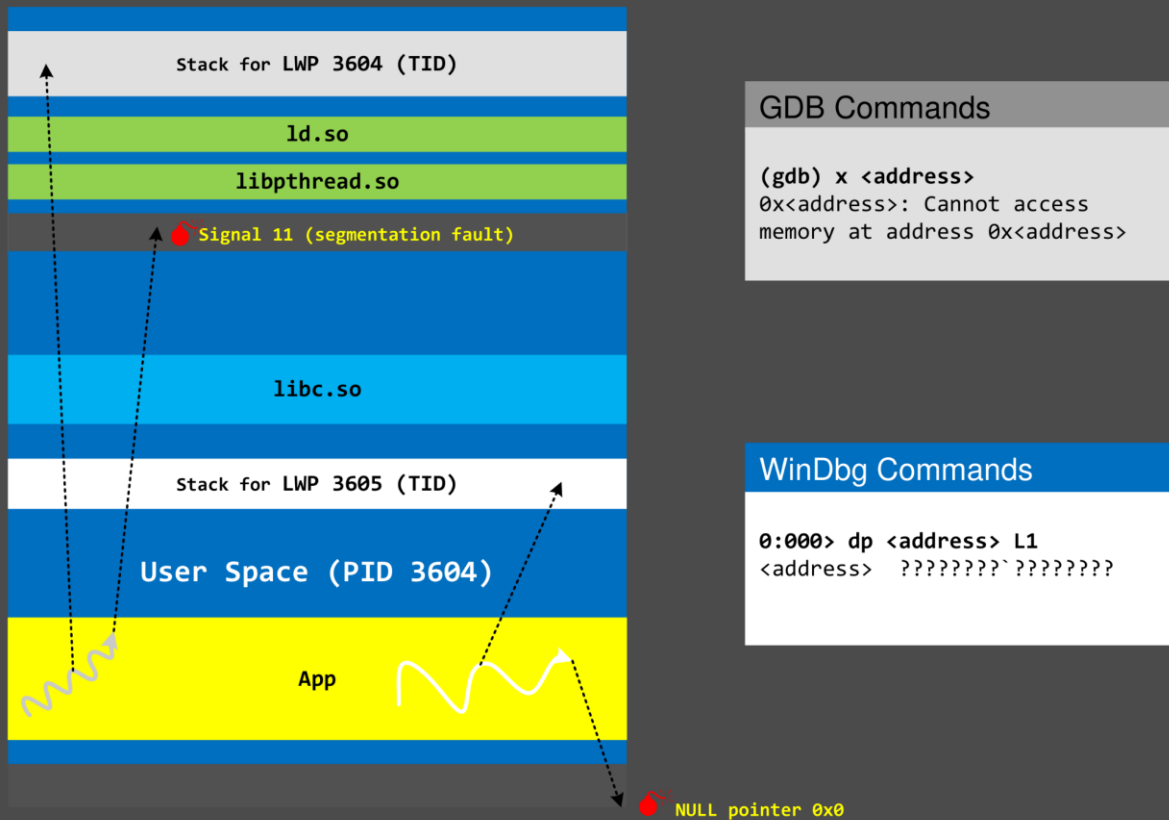 Stack for LWP 3604 (TID)
ld.so
libpthread.so
Signal 11 (segmentation fault)
libc.so
Stack for LWP 3605 (TID)
User Space (PID 3604)
App
NULL pointer 0x0
GDB Commands
(gdb) x <address>
0x<address>: Cannot access
memory at address 0x<address>
WinDbg Commands
0:000> dp <address> L1
<address> ????????`????????